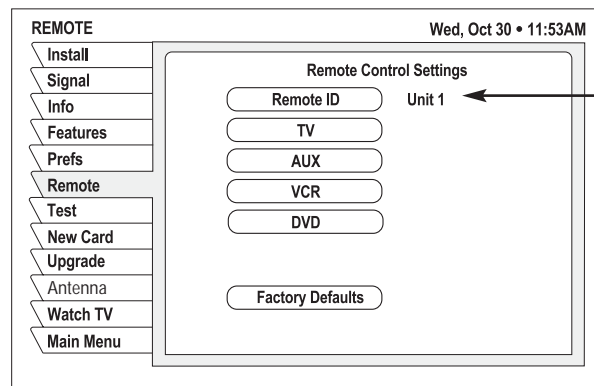 REMOTE
Wed, Oct 30 • 11:53AM
Install
Signal
Info
Features
Prefs
Remote
Test
New Card
Upgrade
Antenna
Watch TV
Main Menu
Remote Control Settings
Remote ID
Unit 1
TV
AUX
VCR
DVD
Factory Defaults